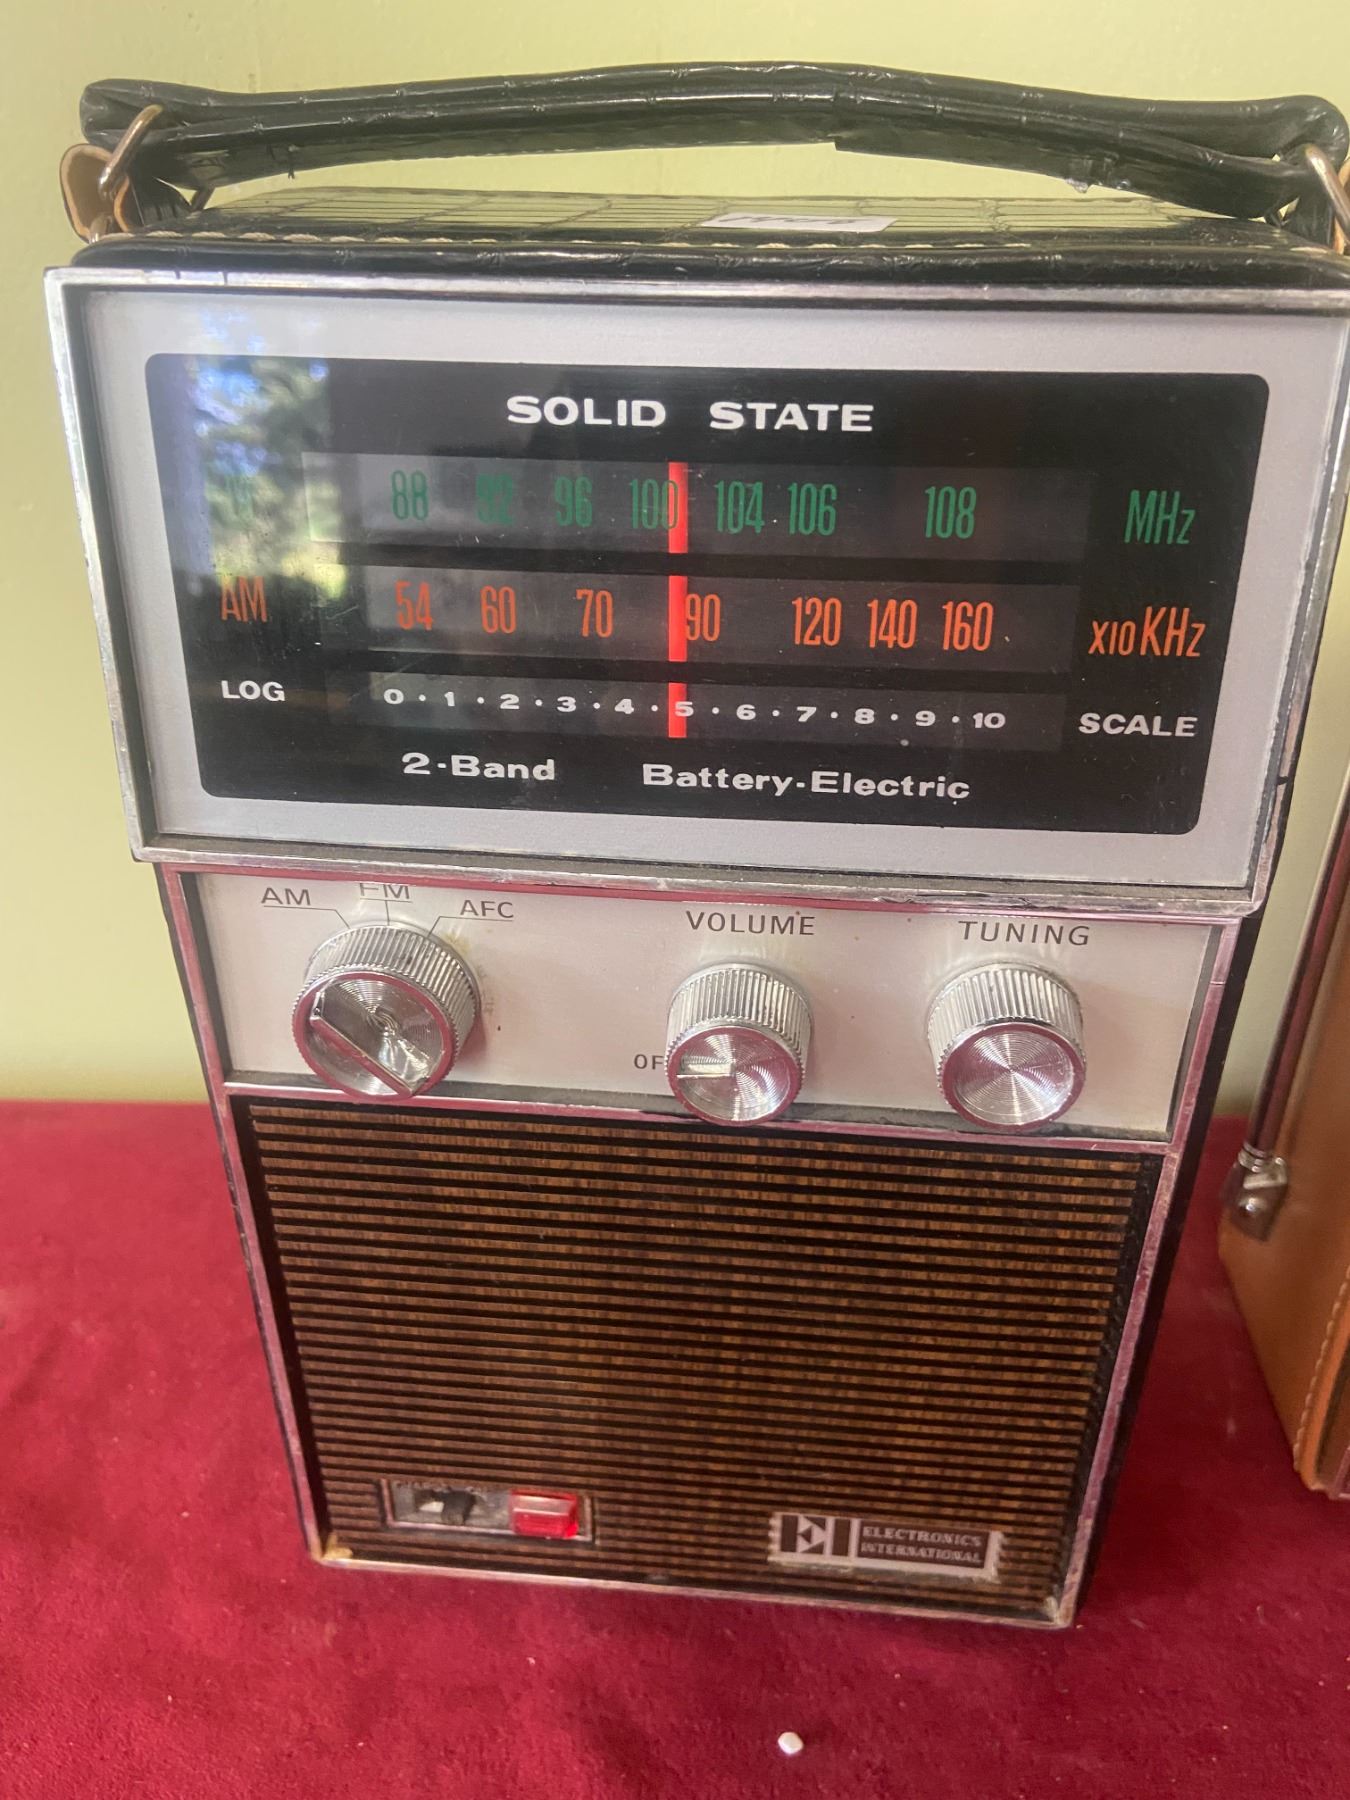 SOLID STATE
88 92 96 100 104 106 108 MHz
AM 54 60 70 90 120 140 160 x10 KHz
LOG 0 · 1 · 2 · 3 · 4 · 5 · 6 · 7 · 8 · 9 · 10 SCALE
2-Band Battery-Electric
AM FM AFC VOLUME TUNING
OF
EI ELECTRONICS
INTERNATIONAL